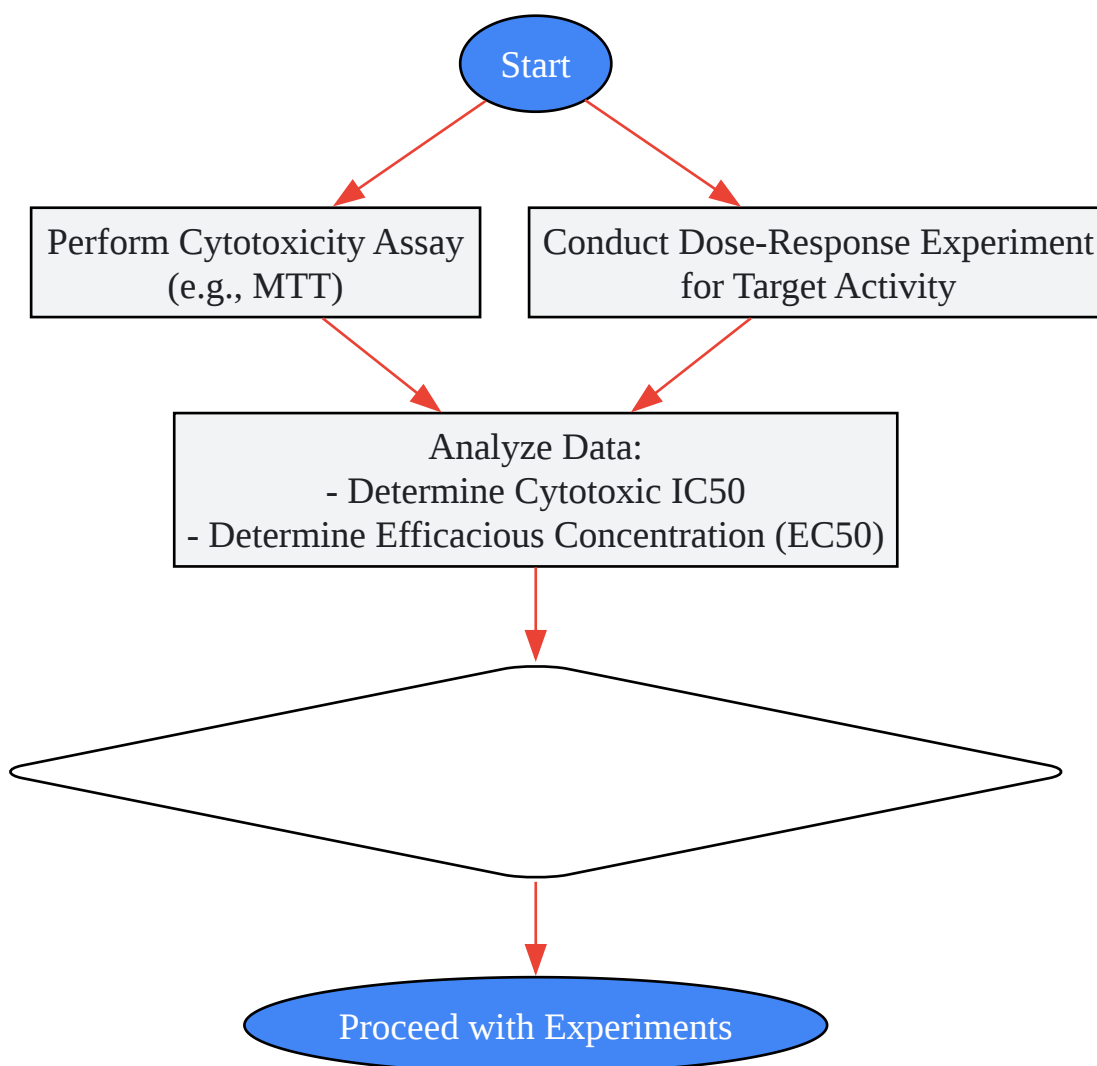 Start
Perform Cytotoxicity Assay
(e.g., MTT)
Conduct Dose-Response Experiment
for Target Activity
Analyze Data:
- Determine Cytotoxic IC50
- Determine Efficacious Concentration (EC50)
Proceed with Experiments